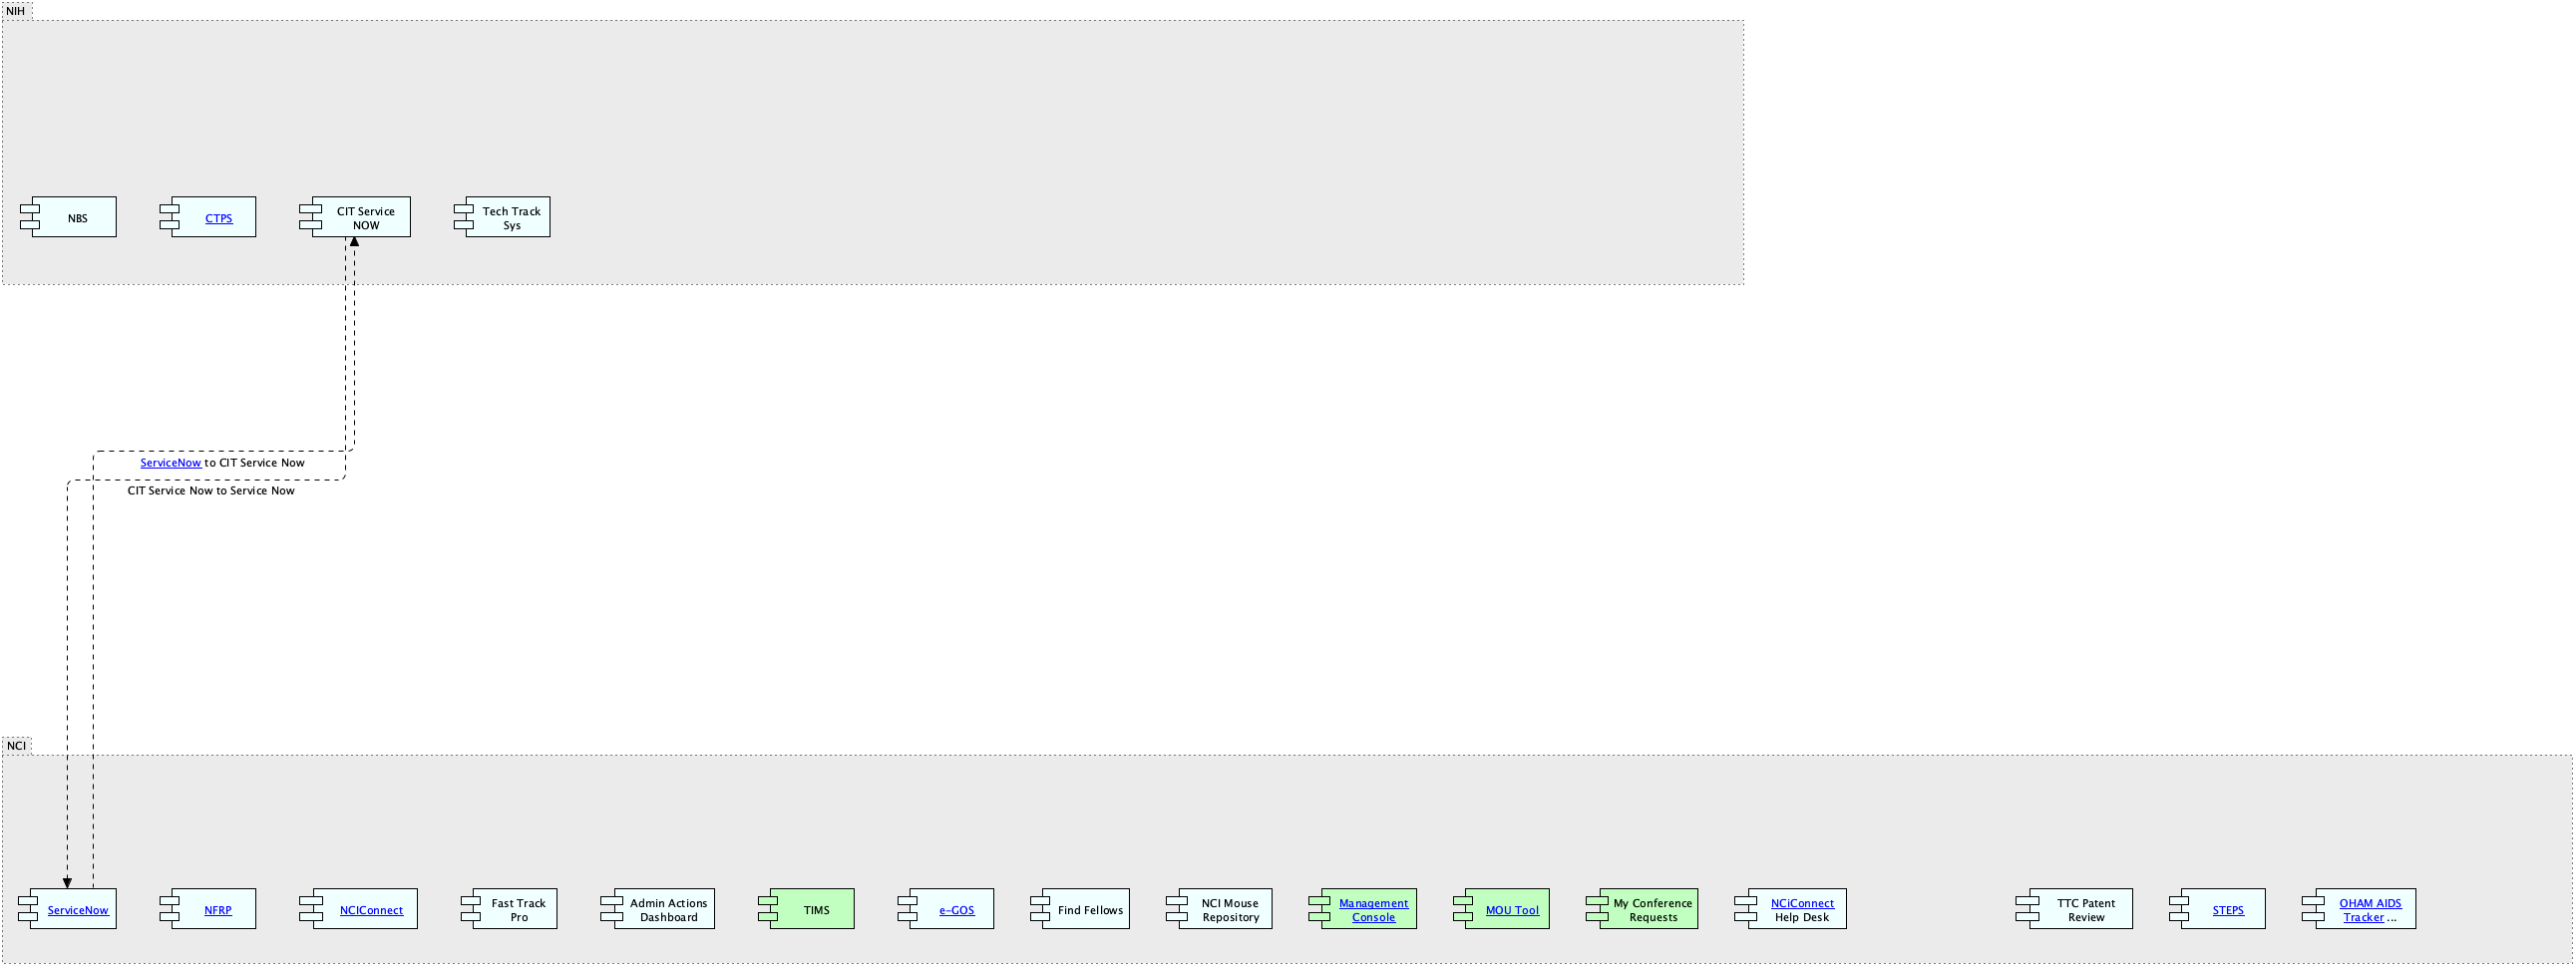 NIH
NBS
CTPS
CIT Service
NOW
Tech Track
Sys
ServiceNow to CIT Service Now
CIT Service Now to Service Now
NCI
ServiceNow
NFRP
NCIConnect
Fast Track
Pro
Admin Actions
Dashboard
TIMS
e-GOS
Find Fellows
NCI Mouse
Repository
Management
Console
MOU Tool
My Conference
Requests
NCiConnect
Help Desk
TTC Patent
Review
STEPS
OHAM AIDS
Tracker ...